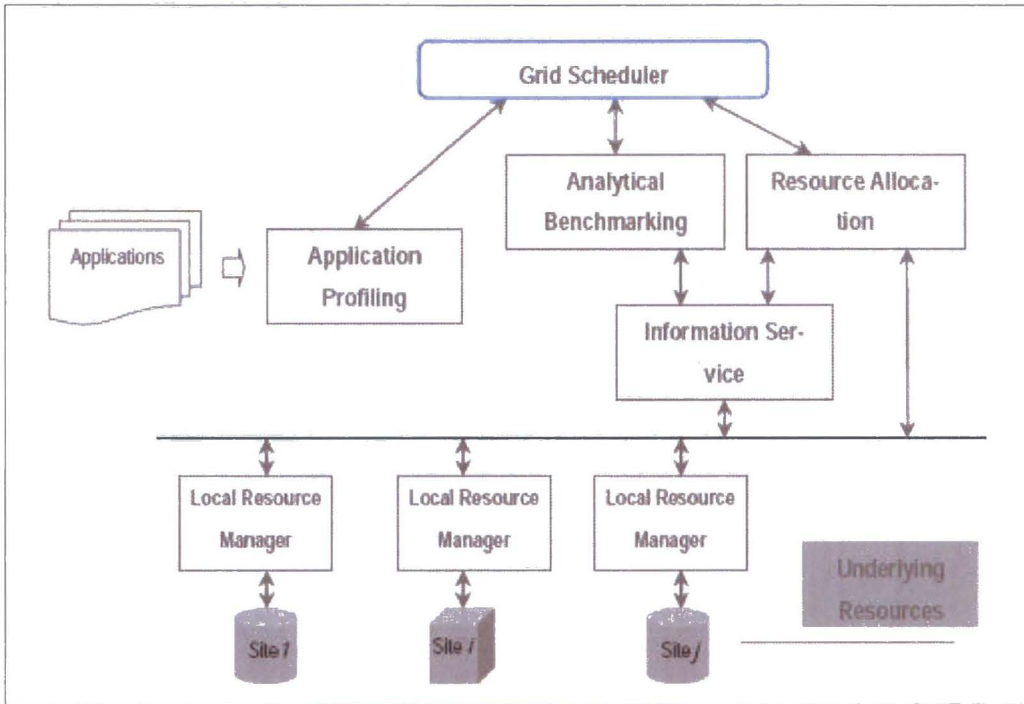 Grid Scheduler
Analytical
Benchmarking
Resource Alloca-
tion
Applications
Application
Profiling
Information Ser-
vice
Local Resource
Manager
Local Resource
Manager
Local Resource
Manager
Underlying
Resources
Site 1
Site i
Site j